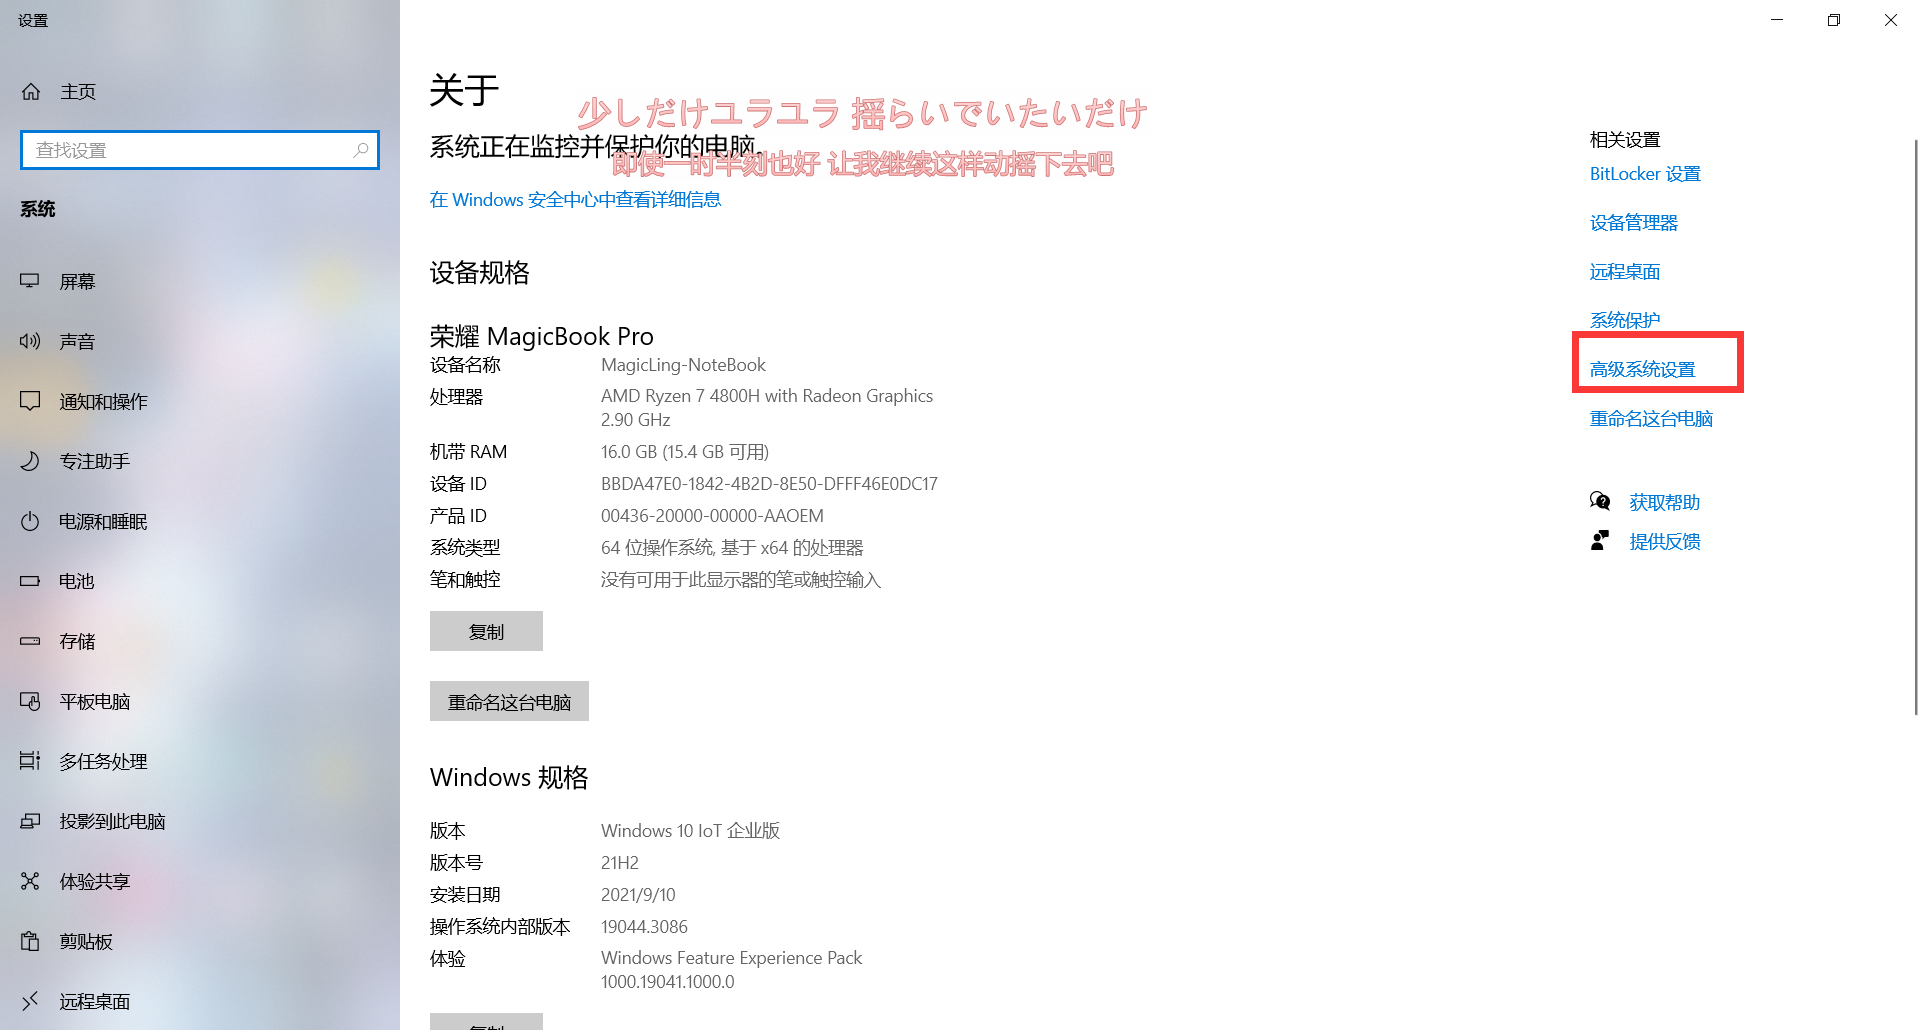 设置
主页
查找设置
系统
屏幕
声音
通知和操作
专注助手
电源和睡眠
电池
存储
平板电脑
多任务处理
投影到此电脑
体验共享
剪贴板
远程桌面
关于
少しだけユラユラ 揺らいでいたいだけ
系统正在监控并保护你的电脑。
即使一时半刻也好 让我继续这样动摇下去吧
在 Windows 安全中心中查看详细信息
设备规格
荣耀 MagicBook Pro
设备名称 MagicLing-NoteBook
处理器 AMD Ryzen 7 4800H with Radeon Graphics
2.90 GHz
机带 RAM 16.0 GB (15.4 GB 可用)
设备 ID BBDA47E0-1842-4B2D-8E50-DFFF46E0DC17
产品 ID 00436-20000-00000-AAOEM
系统类型 64 位操作系统, 基于 x64 的处理器
笔和触控 没有可用于此显示器的笔或触控输入
复制
重命名这台电脑
Windows 规格
版本 Windows 10 IoT 企业版
版本号 21H2
安装日期 2021/9/10
操作系统内部版本 19044.3086
体验 Windows Feature Experience Pack
1000.19041.1000.0
复制
相关设置
BitLocker 设置
设备管理器
远程桌面
系统保护
高级系统设置
重命名这台电脑
获取帮助
提供反馈